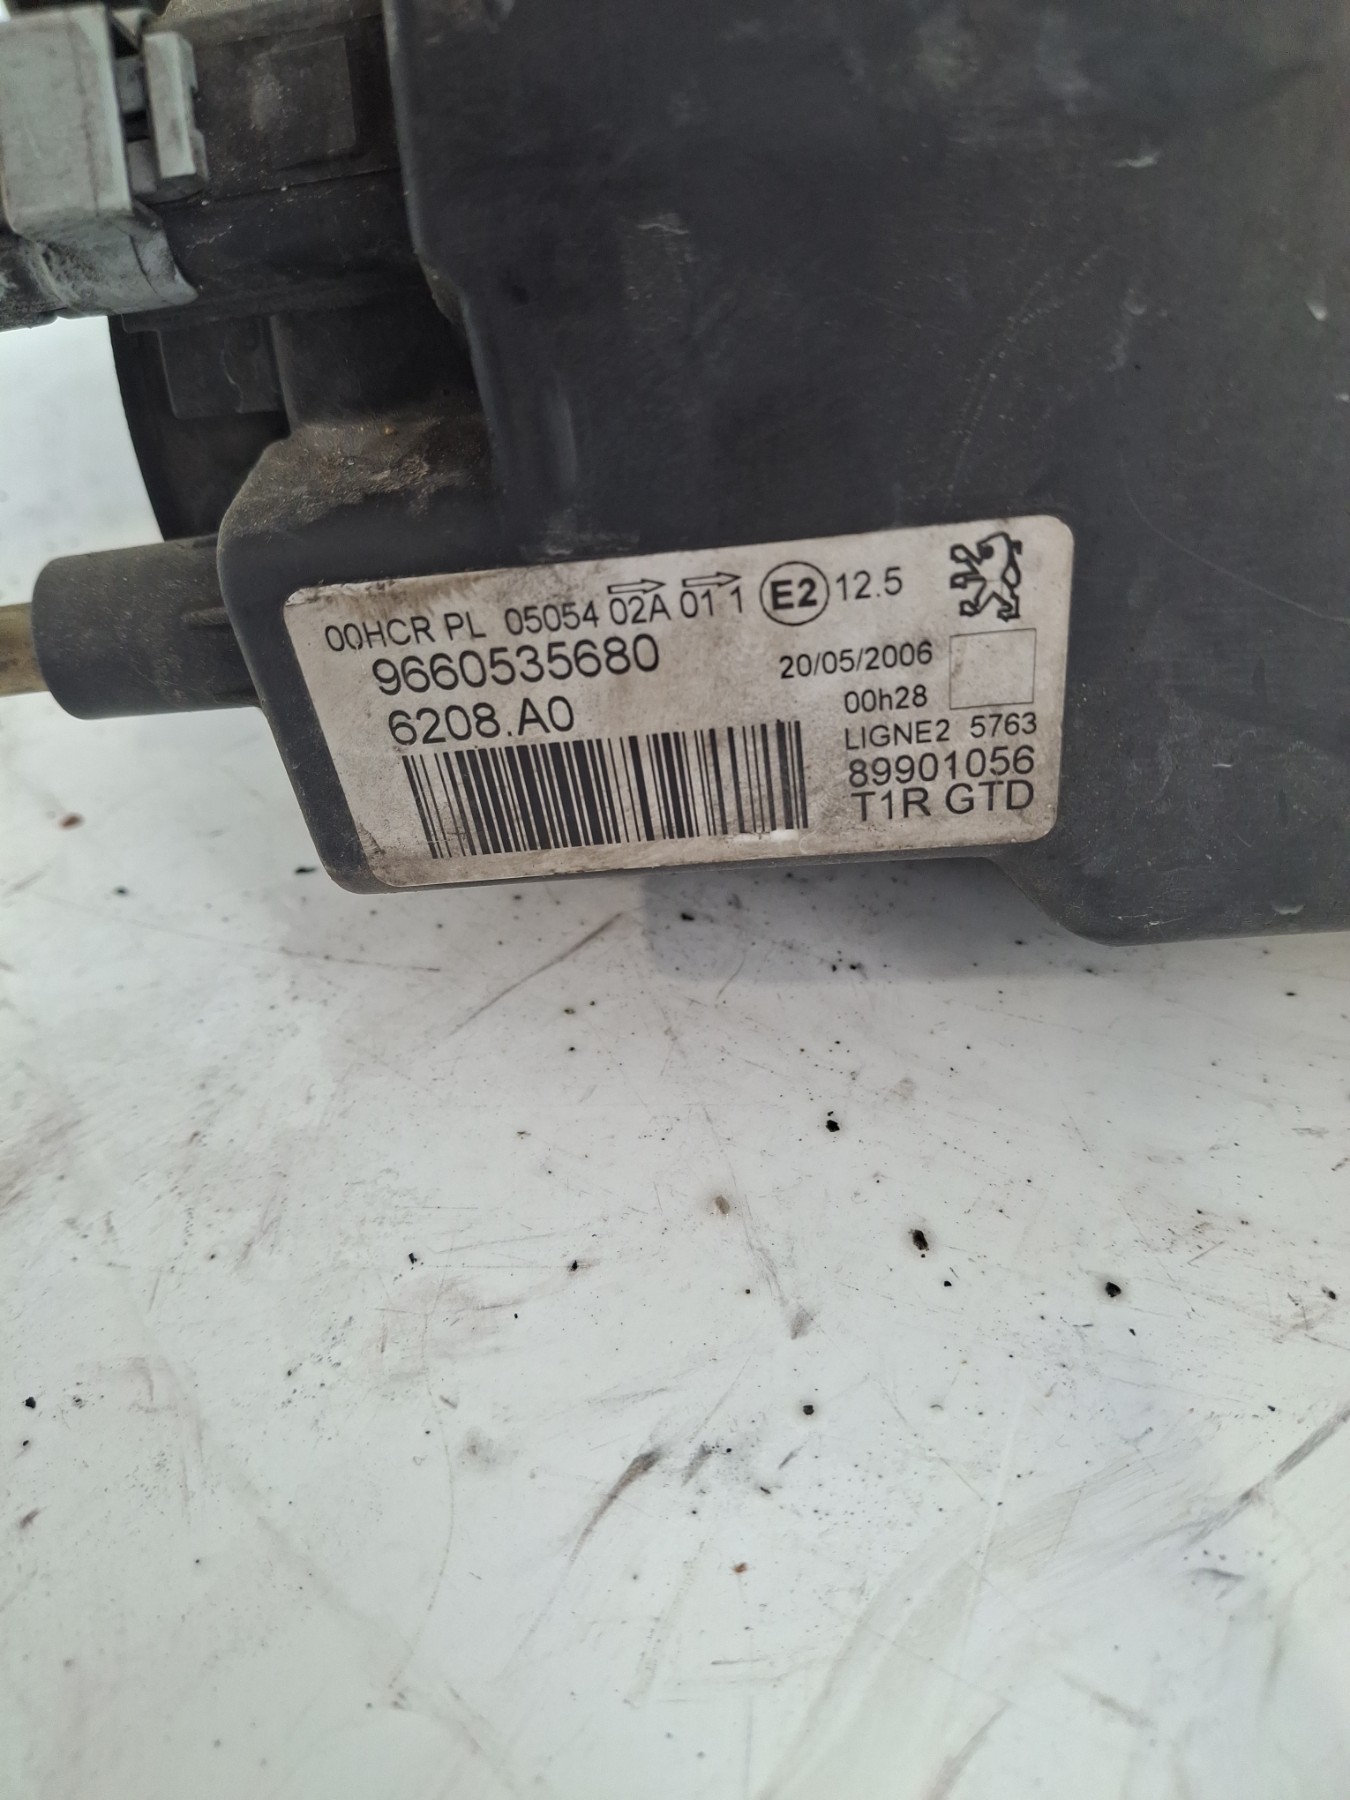 00HCR PL 05054 02A 01 1 E2 12.5
9660535680
6208.A0
20/05/2006
00h28
LIGNE2 5763
89901056
T1R GTD